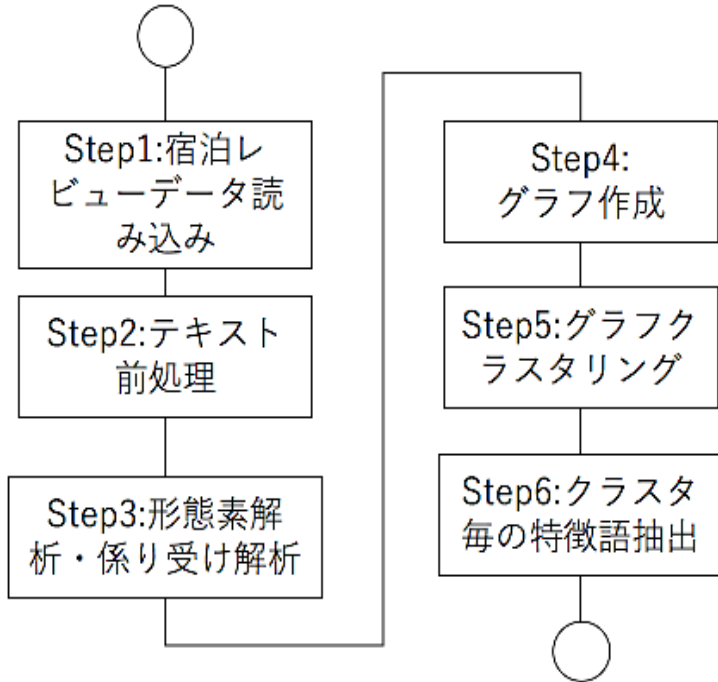 Step1:宿泊レ
ビューデータ読
み込み
Step2:テキスト
前処理
Step3:形態素解
析・係り受け解析
Step4:
グラフ作成
Step5:グラフク
ラスタリング
Step6:クラスタ
毎の特徴語抽出